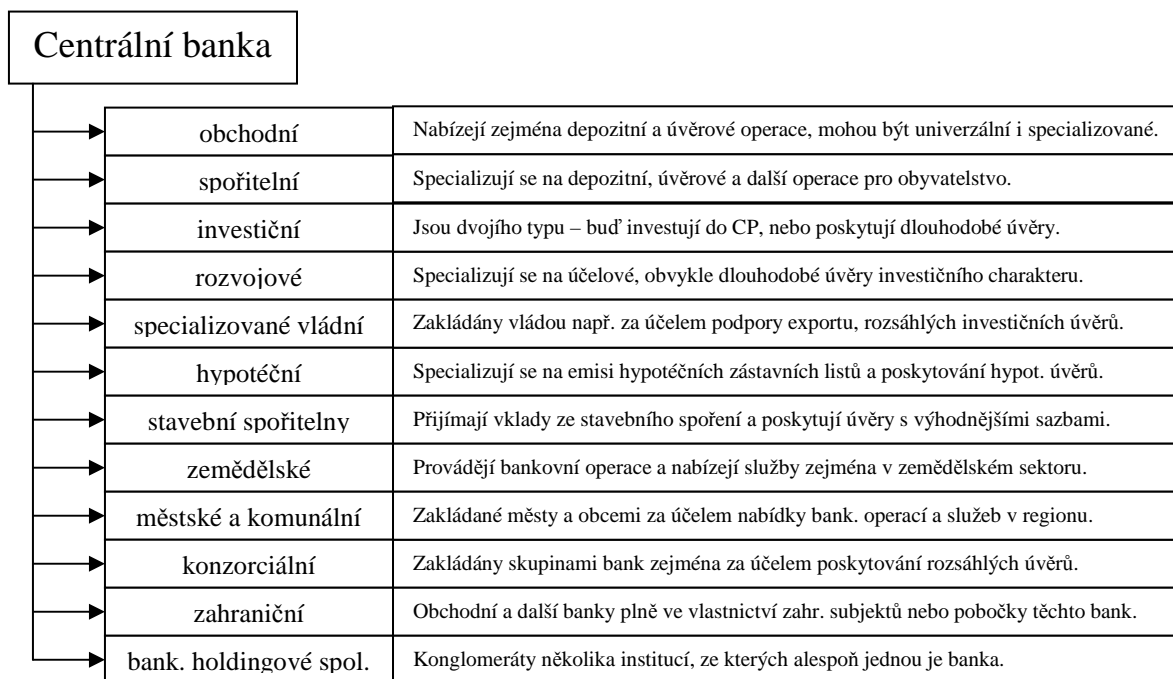 Centrální banka
obchodní Nabízejí zejména depozitní a úvěrové operace, mohou být univerzální i specializované.
spořitelní Specializují se na depozitní, úvěrové a další operace pro obyvatelstvo.
investiční Jsou dvojího typu – buď investují do CP, nebo poskytují dlouhodobé úvěry.
rozvojové Specializují se na účelové, obvykle dlouhodobé úvěry investičního charakteru.
specializované vládní Zakládány vládou např. za účelem podpory exportu, rozsáhlých investičních úvěrů.
hypotéční Specializují se na emisi hypotéčních zástavních listů a poskytování hypot. úvěrů.
stavební spořitelny Přijímají vklady ze stavebního spoření a poskytují úvěry s výhodnějšími sazbami.
zemědělské Provádějí bankovní operace a nabízejí služby zejména v zemědělském sektoru.
městské a komunální Zakládané městy a obcemi za účelem nabídky bank. operací a služeb v regionu.
konzorciální Zakládány skupinami bank zejména za účelem poskytování rozsáhlých úvěrů.
zahraniční Obchodní a další banky plně ve vlastnictví zahr. subjektů nebo pobočky těchto bank.
bank. holdingové spol. Konglomeráty několika institucí, ze kterých alespoň jednou je banka.